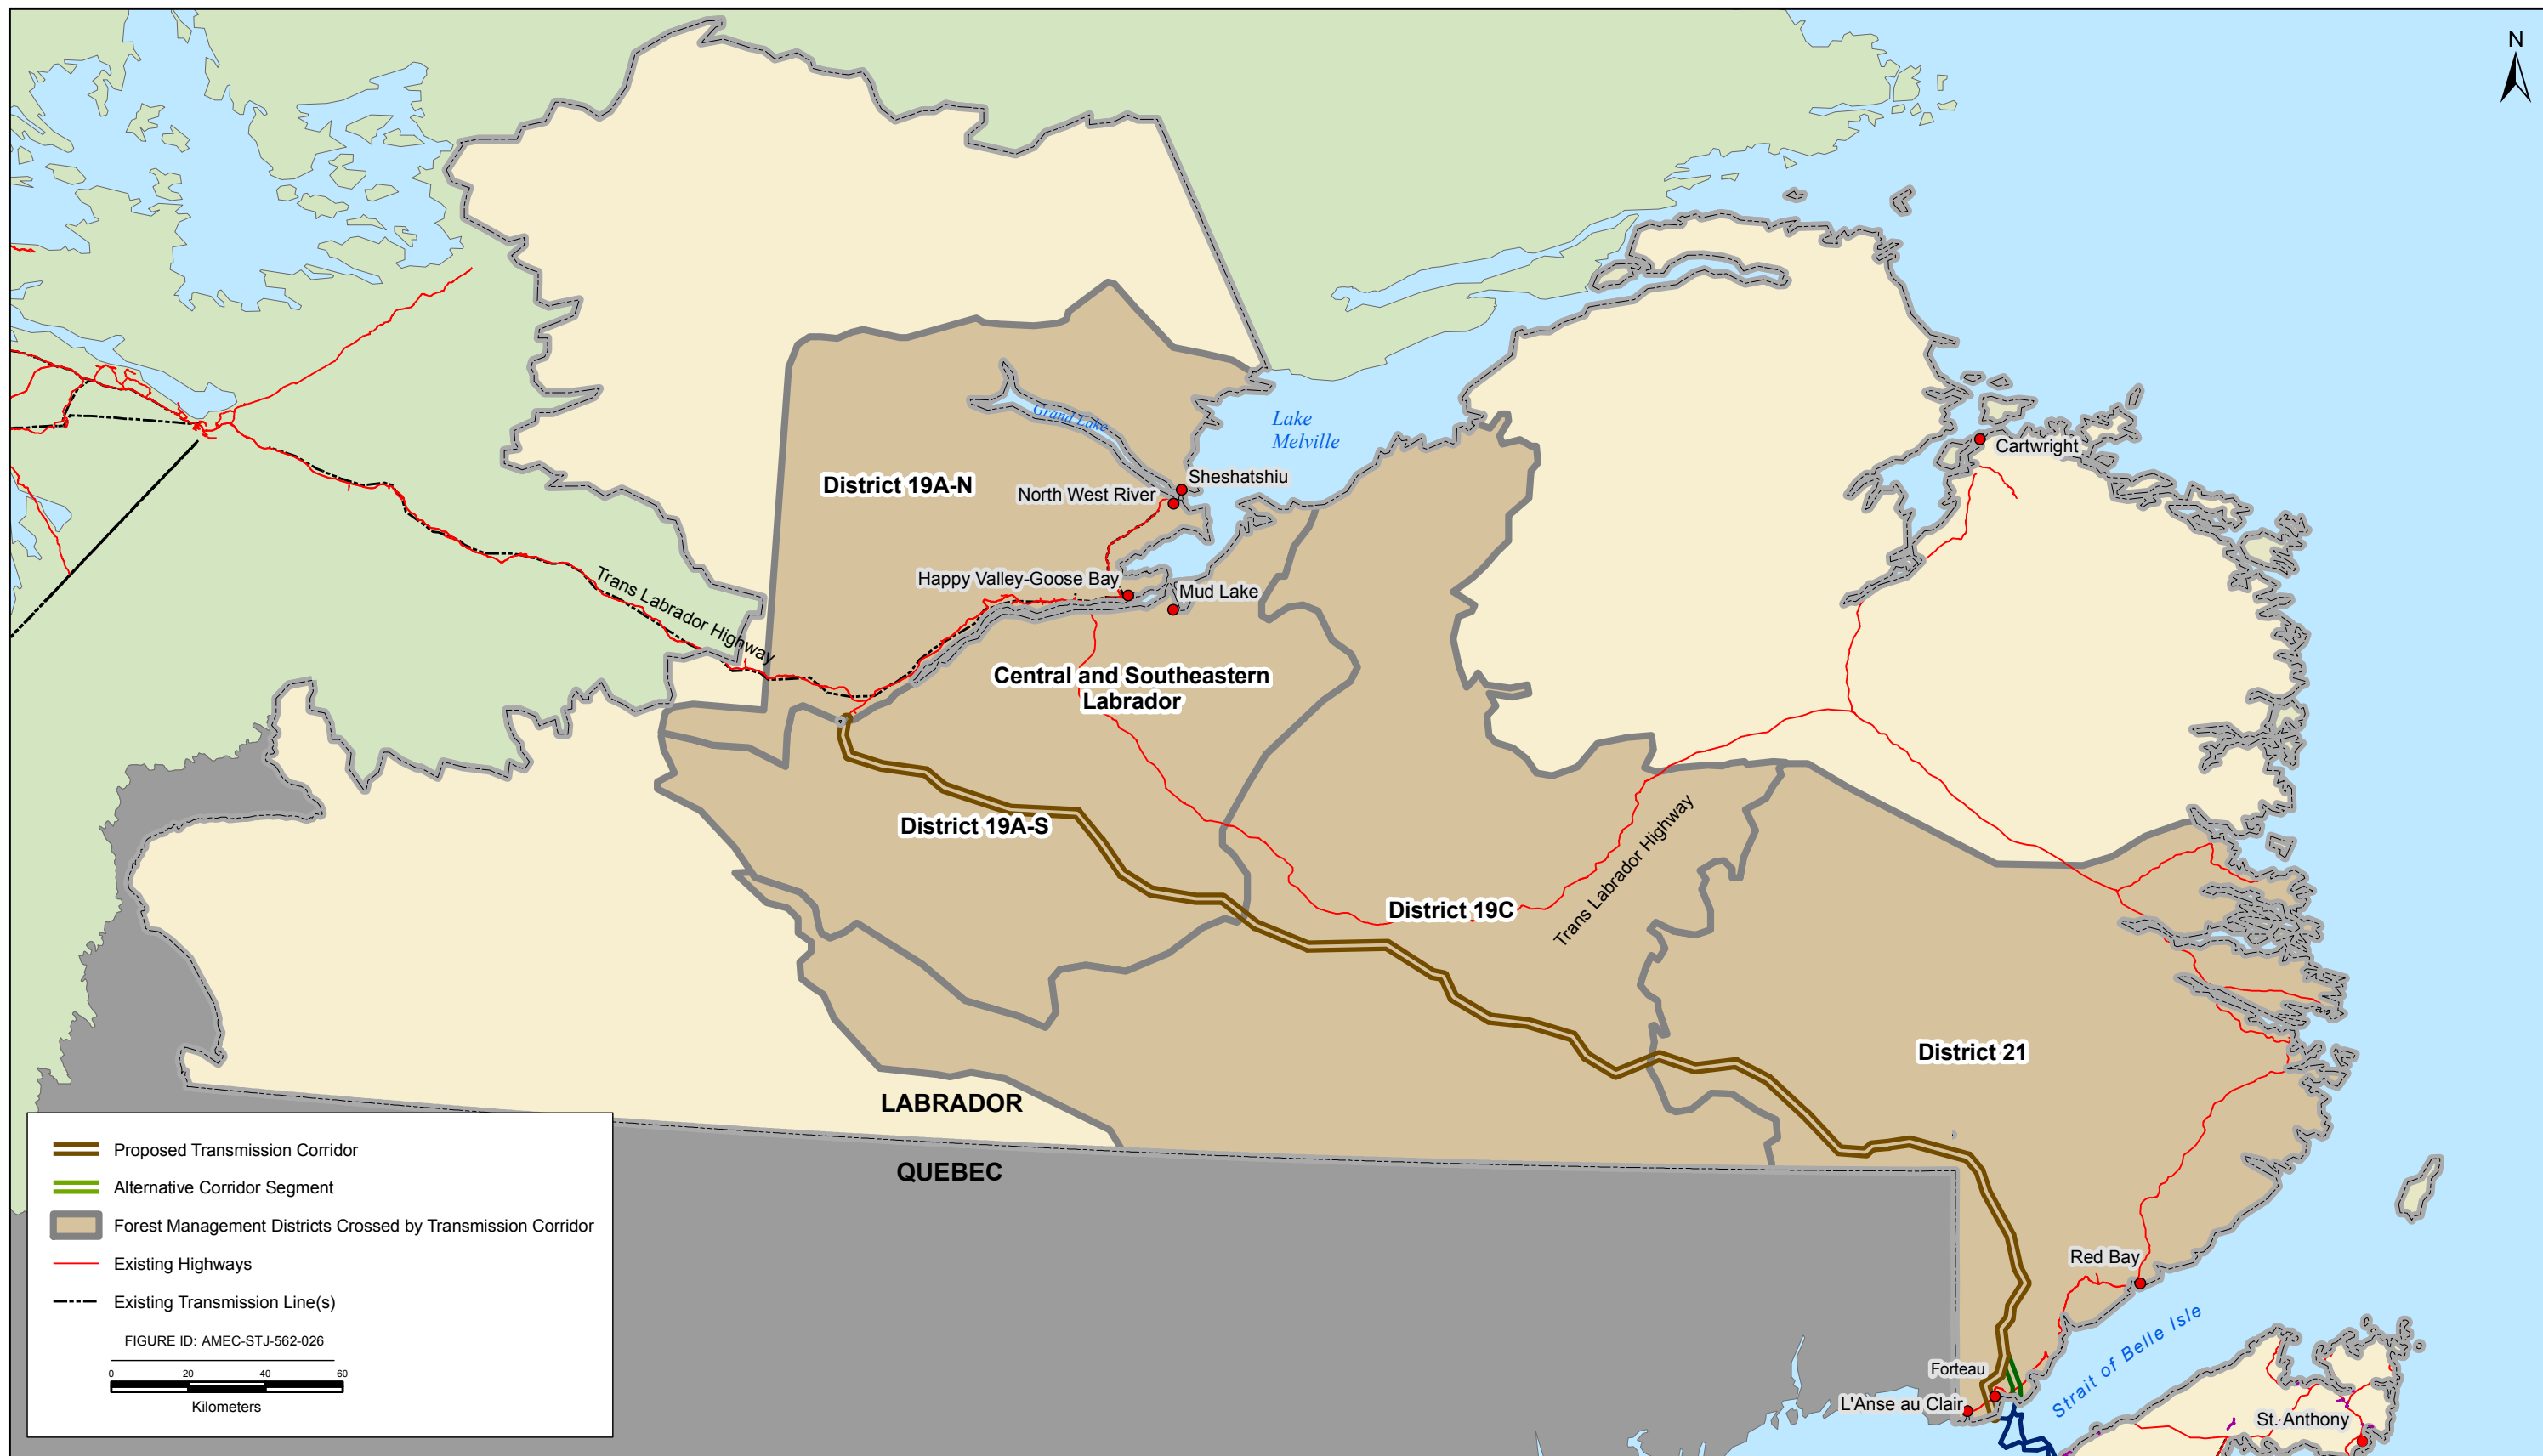 N
Cartwright
Lake
Melville
Grand Lake
Sheshatshiu
District 19A-N
North West River
Happy Valley-Goose Bay
Mud Lake
Trans Labrador Highway
Central and Southeastern
Labrador
District 19A-S
Trans Labrador Highway
District 19C
District 21
LABRADOR
QUEBEC
Red Bay
Strait of Belle Isle
Forteau
L'Anse au Clair
St. Anthony
Proposed Transmission Corridor
Alternative Corridor Segment
Forest Management Districts Crossed by Transmission Corridor
Existing Highways
Existing Transmission Line(s)
FIGURE ID: AMEC-STJ-562-026
0 20 40 60
Kilometers